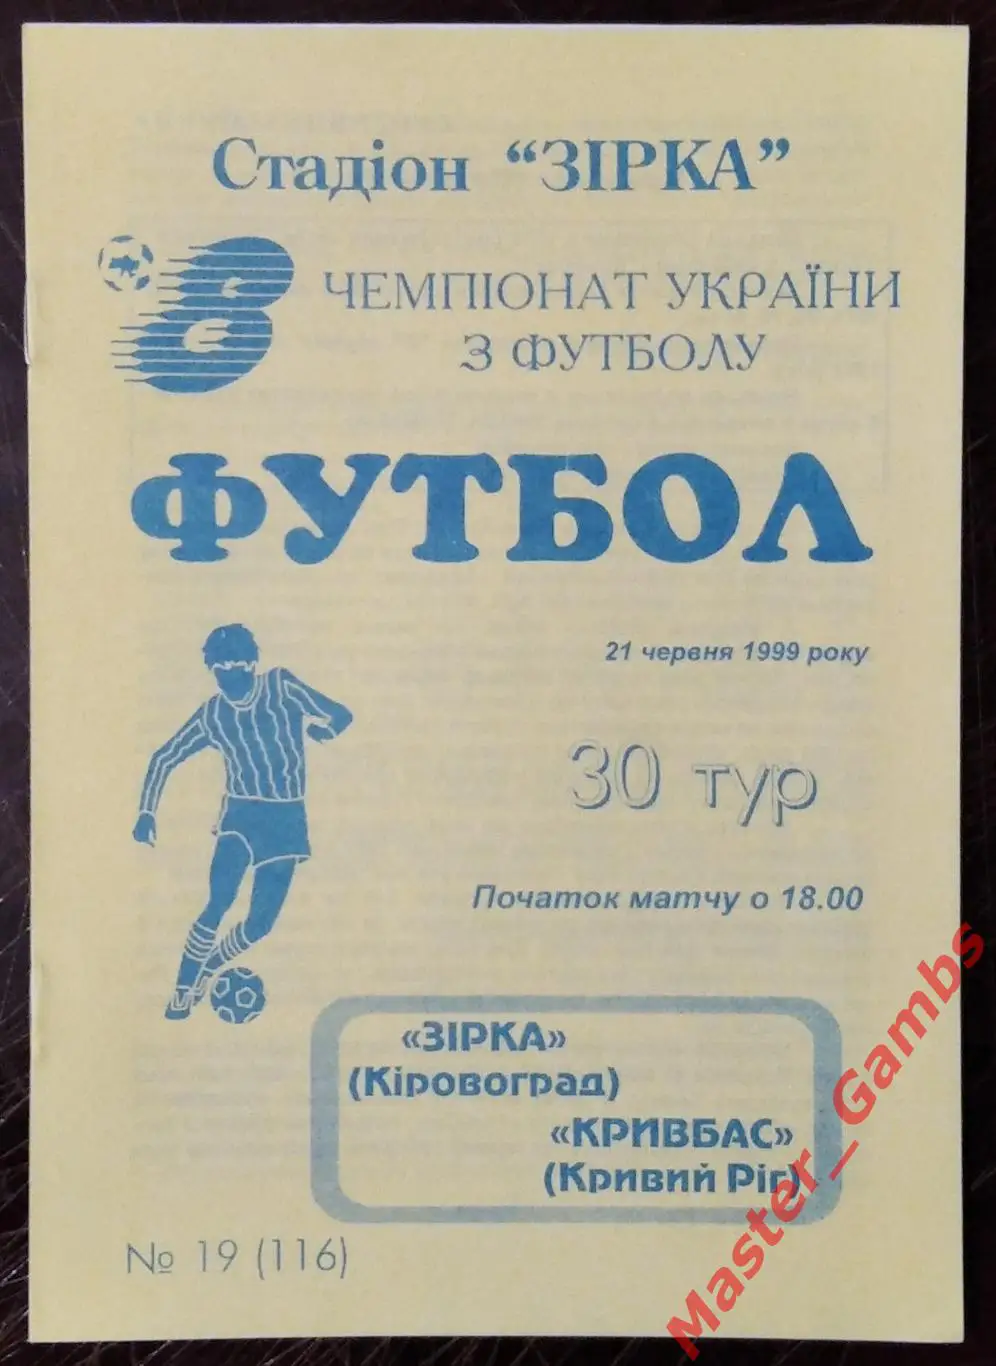 Стадіон “ЗІРКА”
8 ЧЕМПІОНАТ УКРАЇНИ
З ФУТБОЛУ
ФУТБОЛ
21 червня 1999 року
30 тур
Початок матчу о 18.00
«ЗІРКА»
(Кіровоград)
«КРИВБАС»
(Кривий Ріг)
№ 19 (116)
Master_Gambs